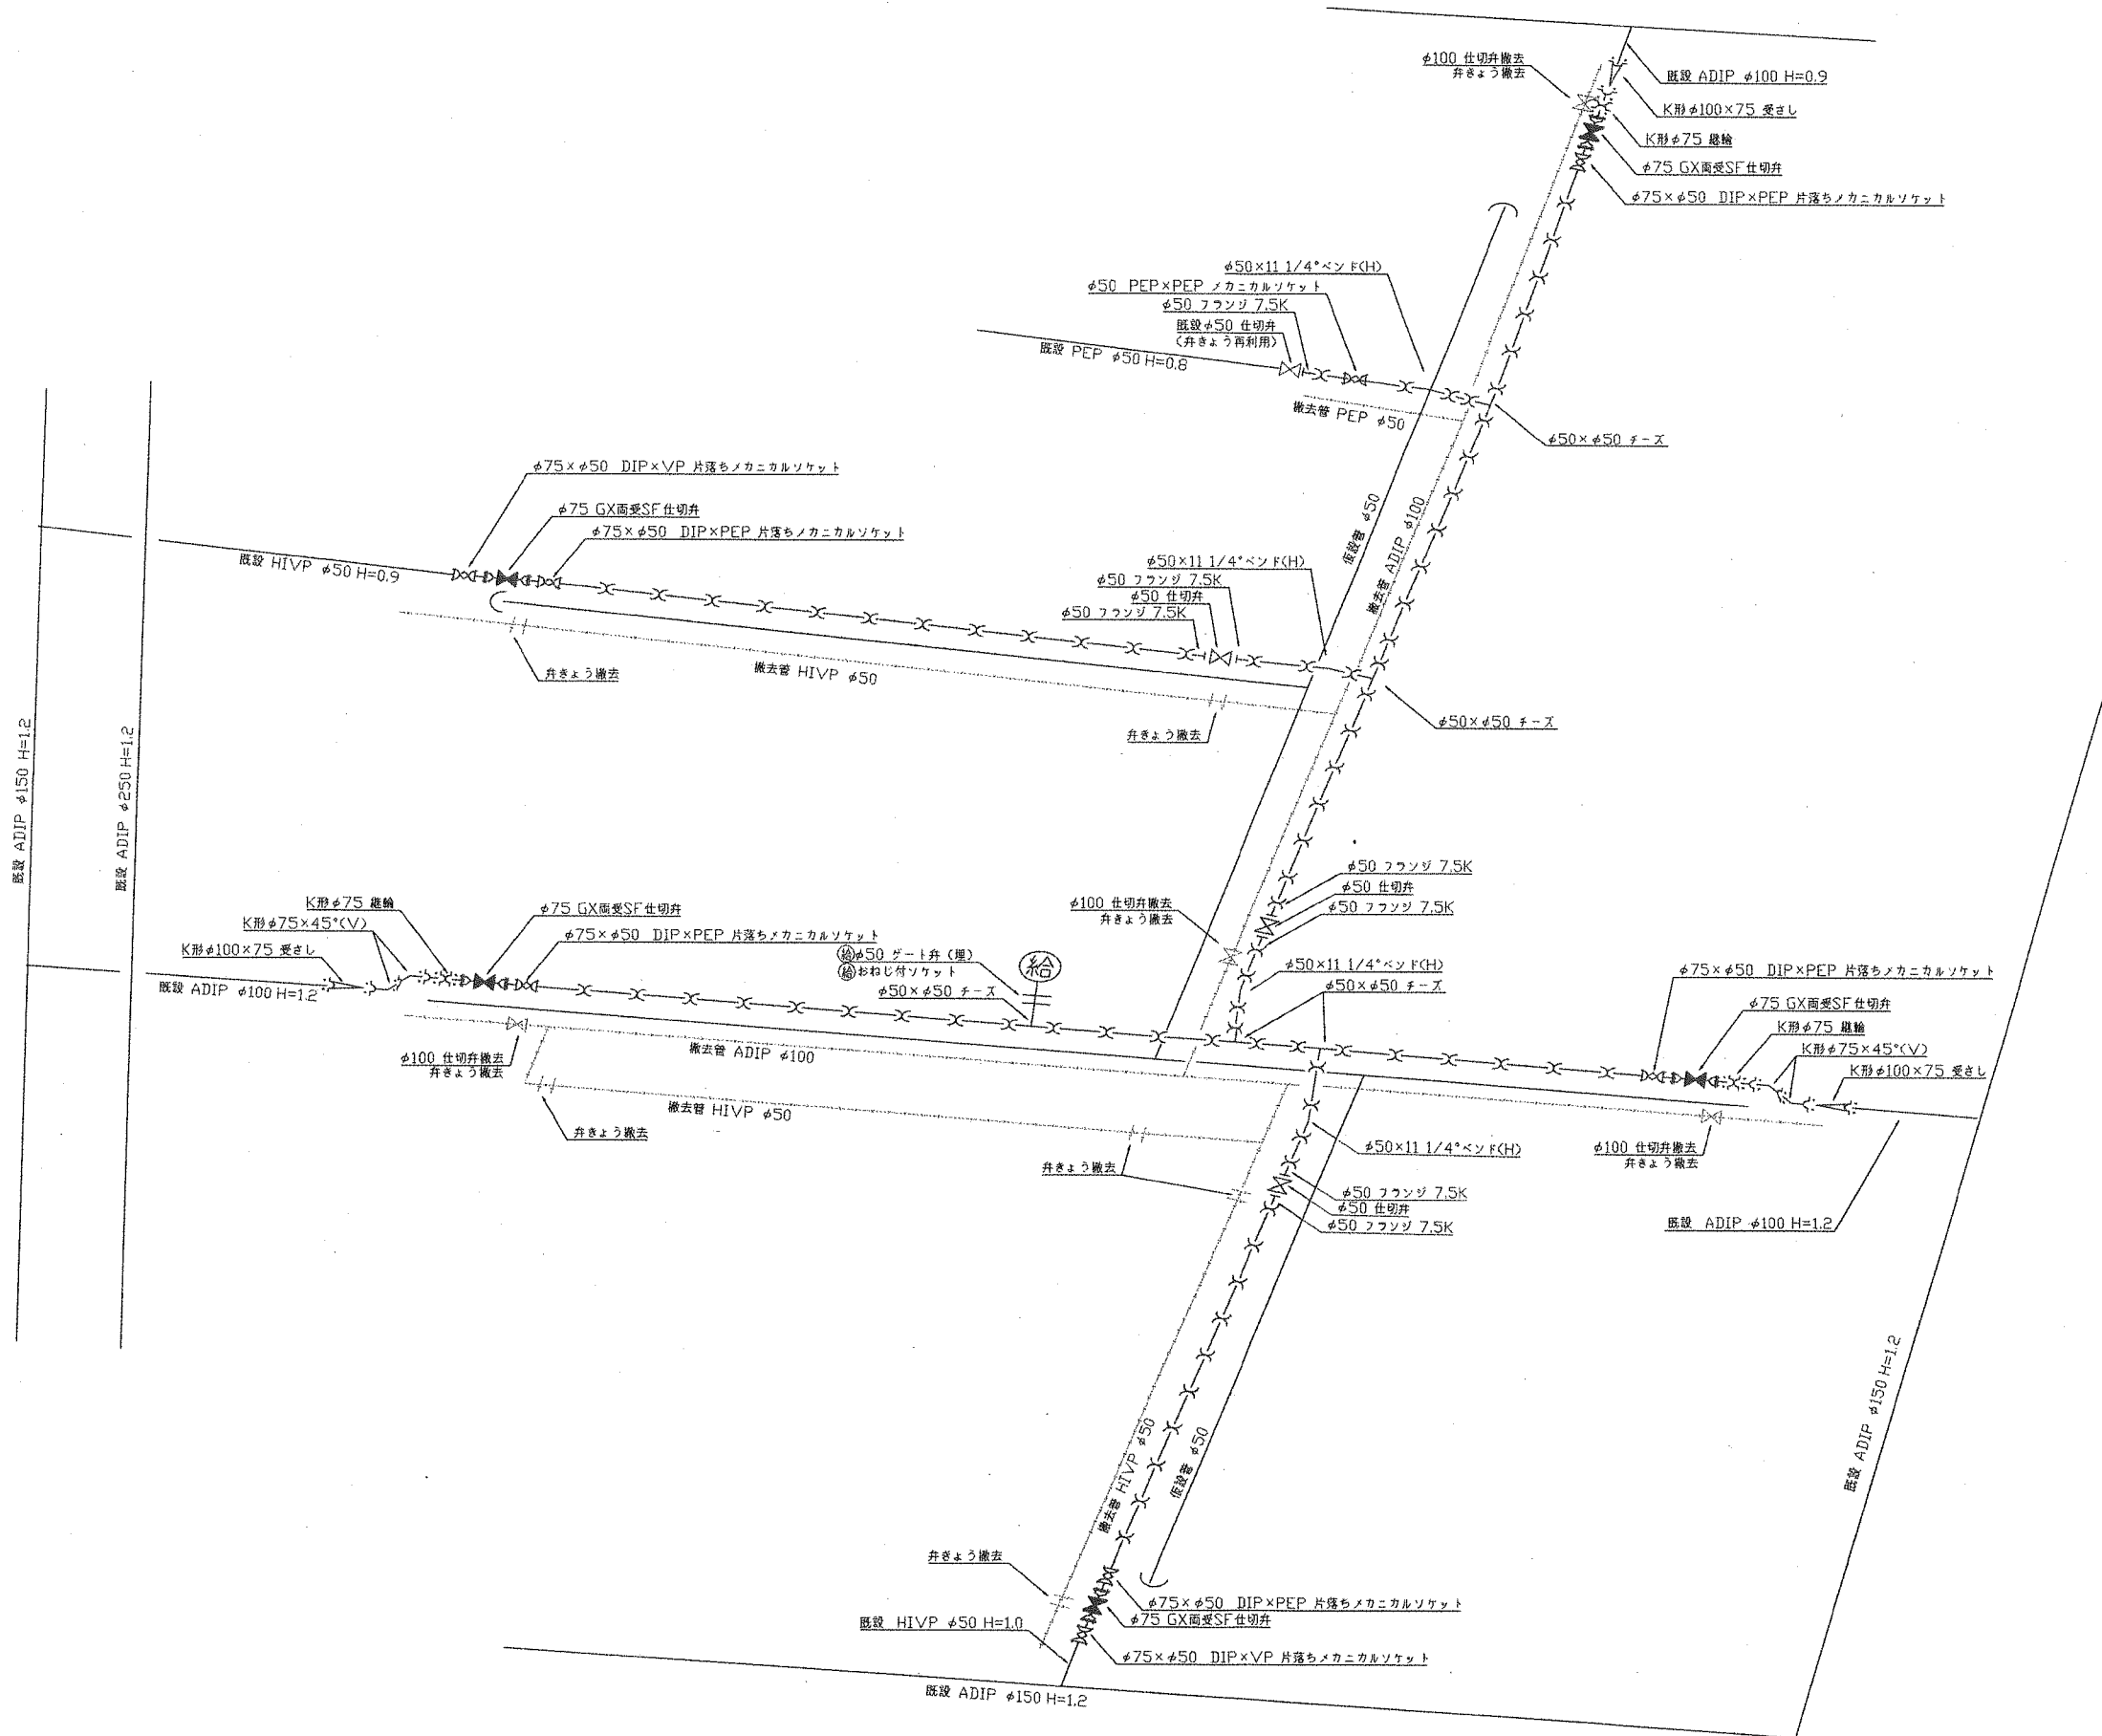 φ100 仕切弁撤去
弁きょう撤去
既設 ADIP φ100 H=0.9
K形φ100×75 受さし
K形φ75 継輪
φ75 GX両受SF仕切弁
φ75×φ50 DIP×PEP 片落ちメカニカルソケット
φ50×11 1/4°ベンド(H)
φ50 PEP×PEP メカニカルソケット
φ50 フランジ 7.5K
既設φ50 仕切弁
(弁きょう再利用)
既設 PEP φ50 H=0.8
撤去管 PEP φ50
φ50×φ50 チーズ
φ75×φ50 DIP×VP 片落ちメカニカルソケット
φ75 GX両受SF仕切弁
φ75×φ50 DIP×PEP 片落ちメカニカルソケット
既設 HIVP φ50 H=0.9
仮設管 φ50
撤去管 ADIP φ100
φ50×11 1/4°ベンド(H)
φ50 フランジ 7.5K
φ50 仕切弁
φ50 フランジ 7.5K
弁きょう撤去
撤去管 HIVP φ50
弁きょう撤去
φ50×φ50 チーズ
既設 ADIP φ150 H=1.2
既設 ADIP φ250 H=1.2
K形φ75 継輪
K形φ75×45°(V)
K形φ100×75 受さし
既設 ADIP φ100 H=1.2
φ75 GX両受SF仕切弁
φ75×φ50 DIP×PEP 片落ちメカニカルソケット
給φ50 ゲート弁 (埋)
給おねじ付ソケット
φ50×φ50 チーズ
給
φ100 仕切弁撤去
弁きょう撤去
φ50 フランジ 7.5K
φ50 仕切弁
φ50 フランジ 7.5K
φ50×11 1/4°ベンド(H)
φ50×φ50 チーズ
φ75×φ50 DIP×PEP 片落ちメカニカルソケット
φ75 GX両受SF仕切弁
K形φ75 継輪
K形φ75×45°(V)
K形φ100×75 受さし
φ100 仕切弁撤去
弁きょう撤去
撤去管 ADIP φ100
撤去管 HIVP φ50
弁きょう撤去
弁きょう撤去
φ50×11 1/4°ベンド(H)
φ50 フランジ 7.5K
φ50 仕切弁
φ50 フランジ 7.5K
φ100 仕切弁撤去
弁きょう撤去
既設 ADIP φ100 H=1.2
既設 ADIP φ150 H=1.2
撤去管 HIVP φ50
仮設管 φ50
弁きょう撤去
既設 HIVP φ50 H=1.0
φ75×φ50 DIP×PEP 片落ちメカニカルソケット
φ75 GX両受SF仕切弁
φ75×φ50 DIP×VP 片落ちメカニカルソケット
既設 ADIP φ150 H=1.2